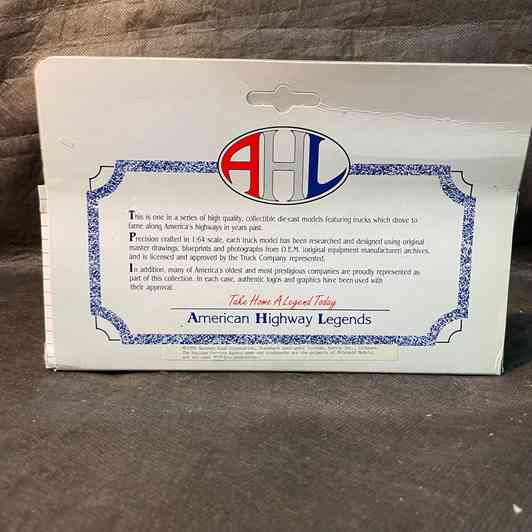 AHL
This is one in a series of high quality, collectible die-cast models featuring trucks which drove to
fame along America's highways in years past.
Precision crafted in 1:64 scale, each truck model has been researched and designed using original
master drawings, blueprints and photographs from O.E.M. (original equipment manufacturer) archives,
and is licensed and approved by the Truck Company represented.
In addition, many of America's oldest and most prestigious companies are proudly represented as
part of this collection. In each case, authentic logos and graphics have been used with
their approval.
Take Home A Legend Today
American Highway Legends